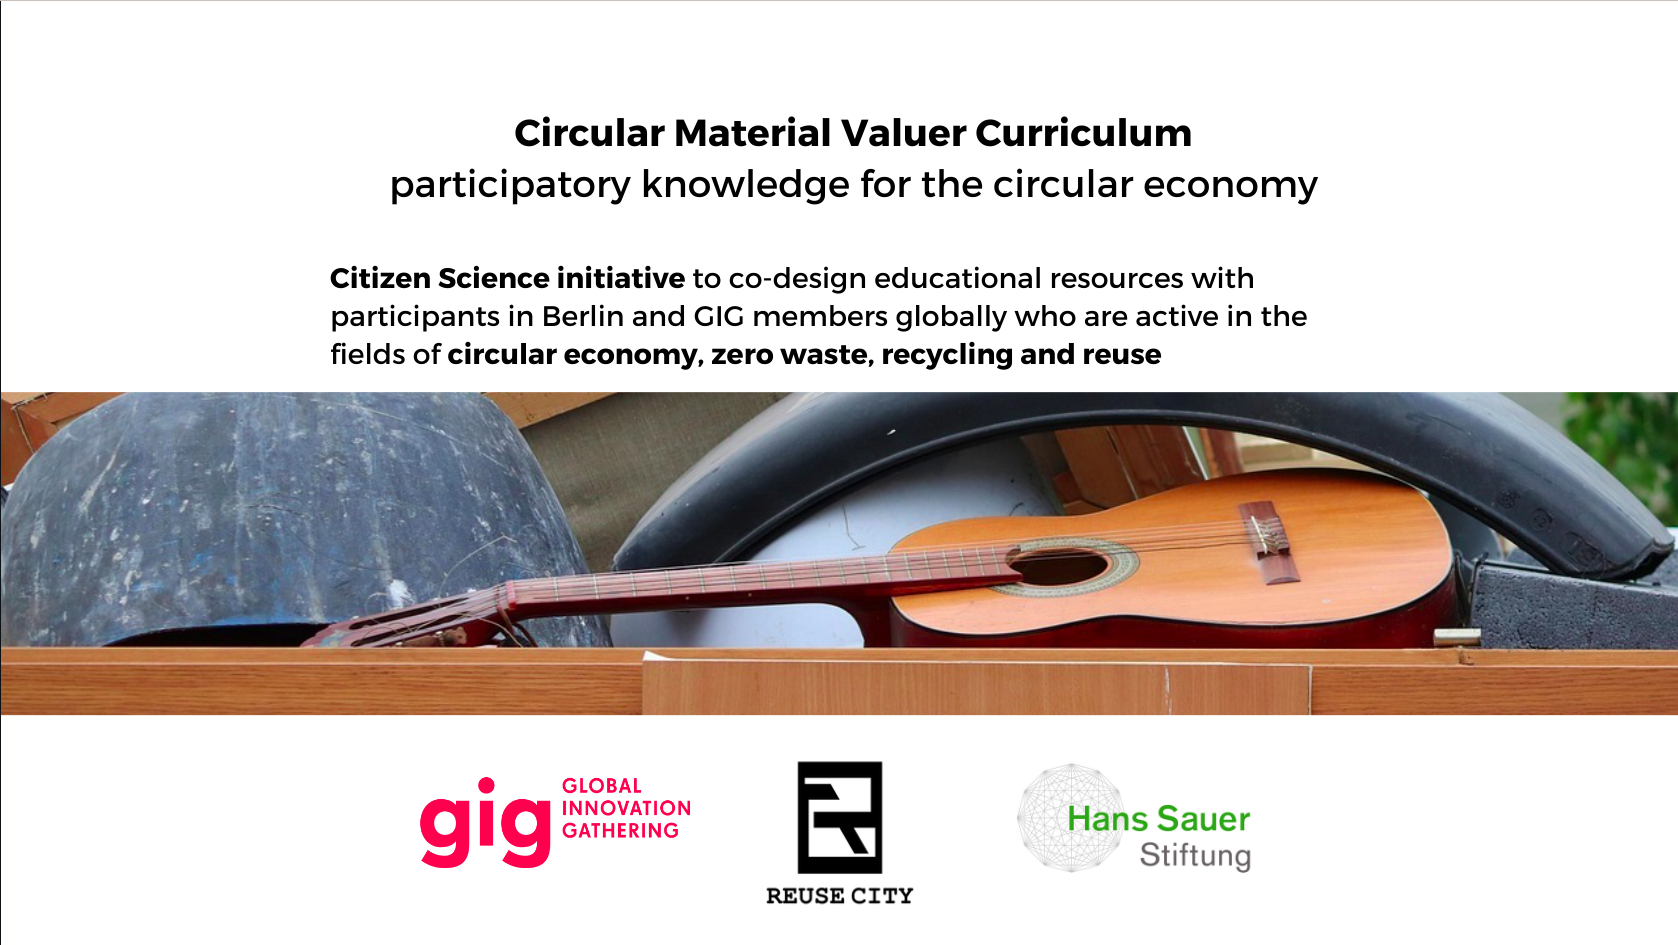 Circular Material Valuer Curriculum
participatory knowledge for the circular economy
Citizen Science initiative to co-design educational resources with
participants in Berlin and GIG members globally who are active in the
fields of circular economy, zero waste, recycling and reuse
gig
GLOBAL
INNOVATION
GATHERING
REUSE CITY
Hans Sauer
Stiftung